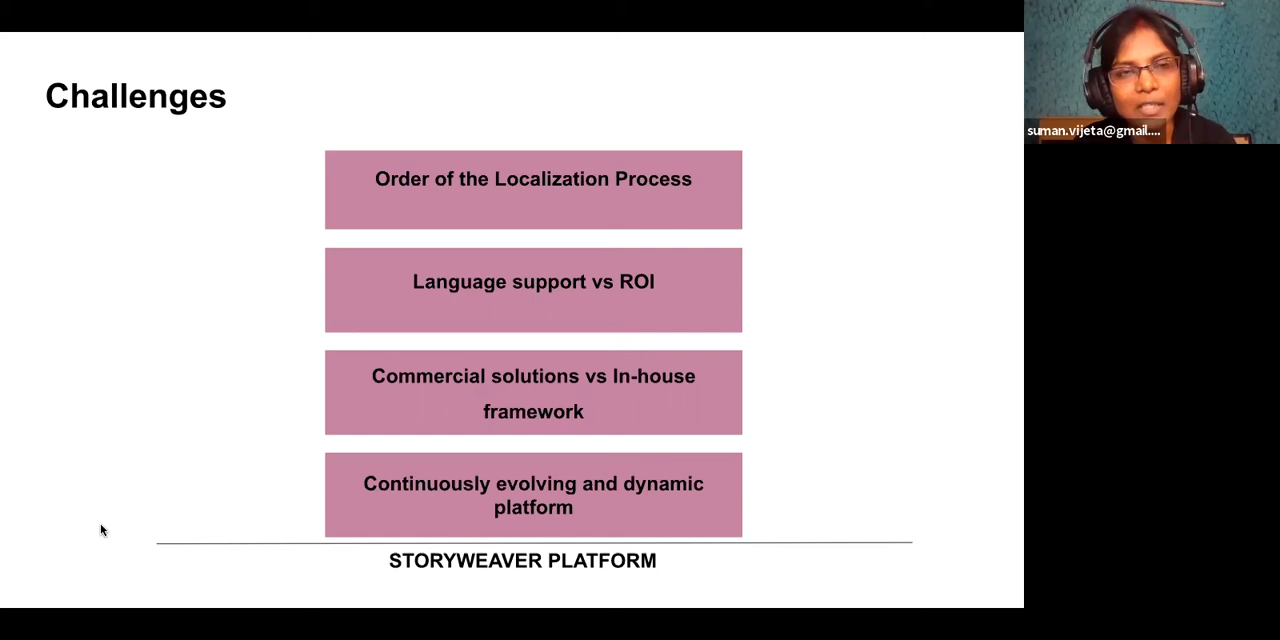 Challenges
Order of the Localization Process
Language support vs ROI
Commercial solutions vs In-house
framework
Continuously evolving and dynamic
platform
STORYWEAVER PLATFORM
suman.vijeta@gmail....